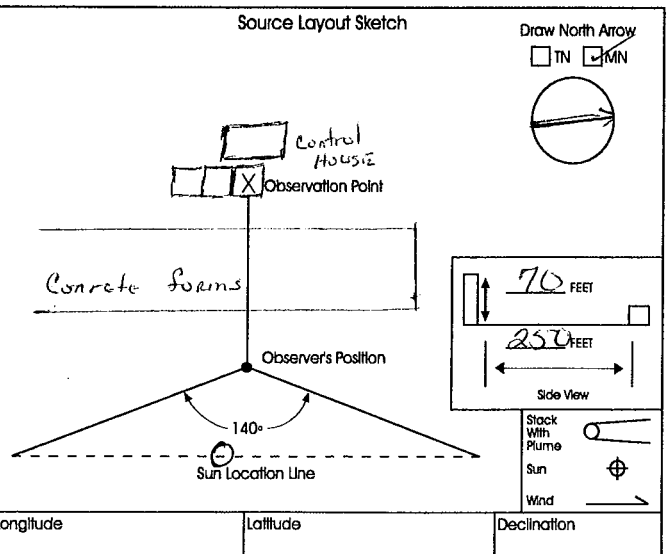 Source Layout Sketch
Draw North Arrow
TN MN
Control
House
X Observation Point
Conrete forms
70 FEET
250 FEET
Side View
Observer's Position
140°
Sun Location Line
Stack
With
Plume
Sun
Wind
ongitude Latitude Declination